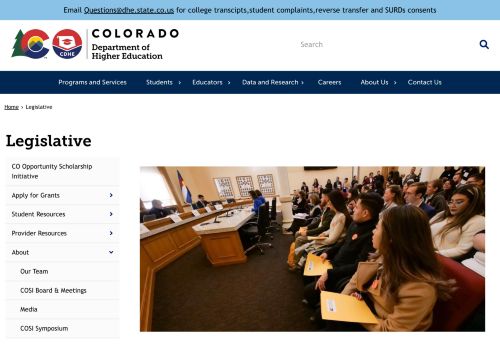 Email Questions@dhe.state.co.us for college transcipts,student complaints,reverse transfer and SURDs consents
CO
CDHE
COLORADO
Department of
Higher Education
Search
Programs and Services
Students
Educators
Data and Research
Careers
About Us
Contact Us
Home › Legislative
Legislative
CO Opportunity Scholarship
Initiative
Apply for Grants
Student Resources
Provider Resources
About
Our Team
COSI Board & Meetings
Media
COSI Symposium